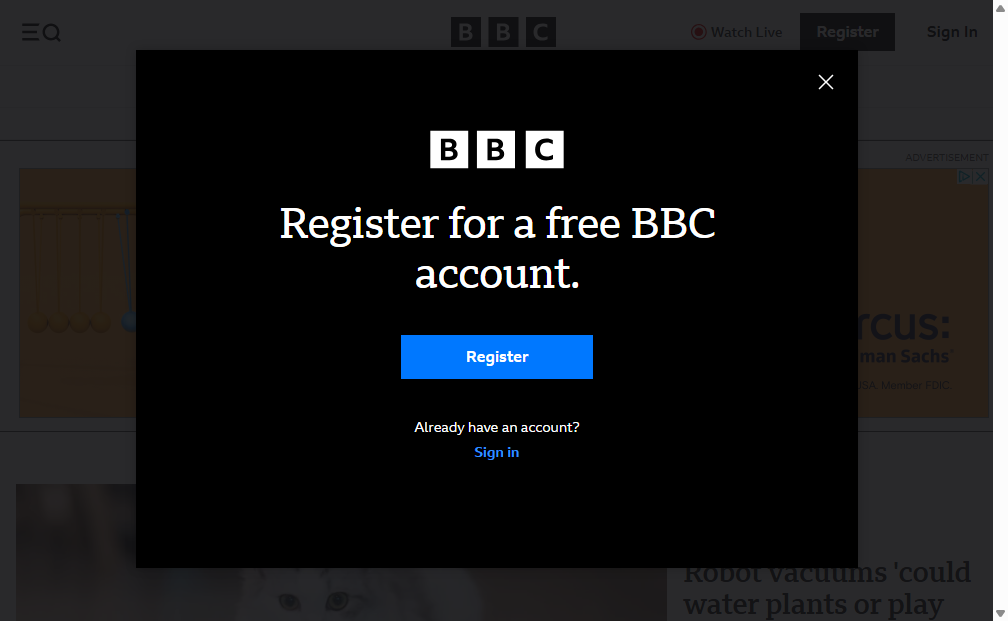 BBC
Watch Live
Register
Sign In
BBC
Register for a free BBC
account.
Register
Already have an account?
Sign in
ADVERTISEMENT
rcus:
man Sachs
SA. Member FDIC.
Robot vacuums 'could
water plants or play